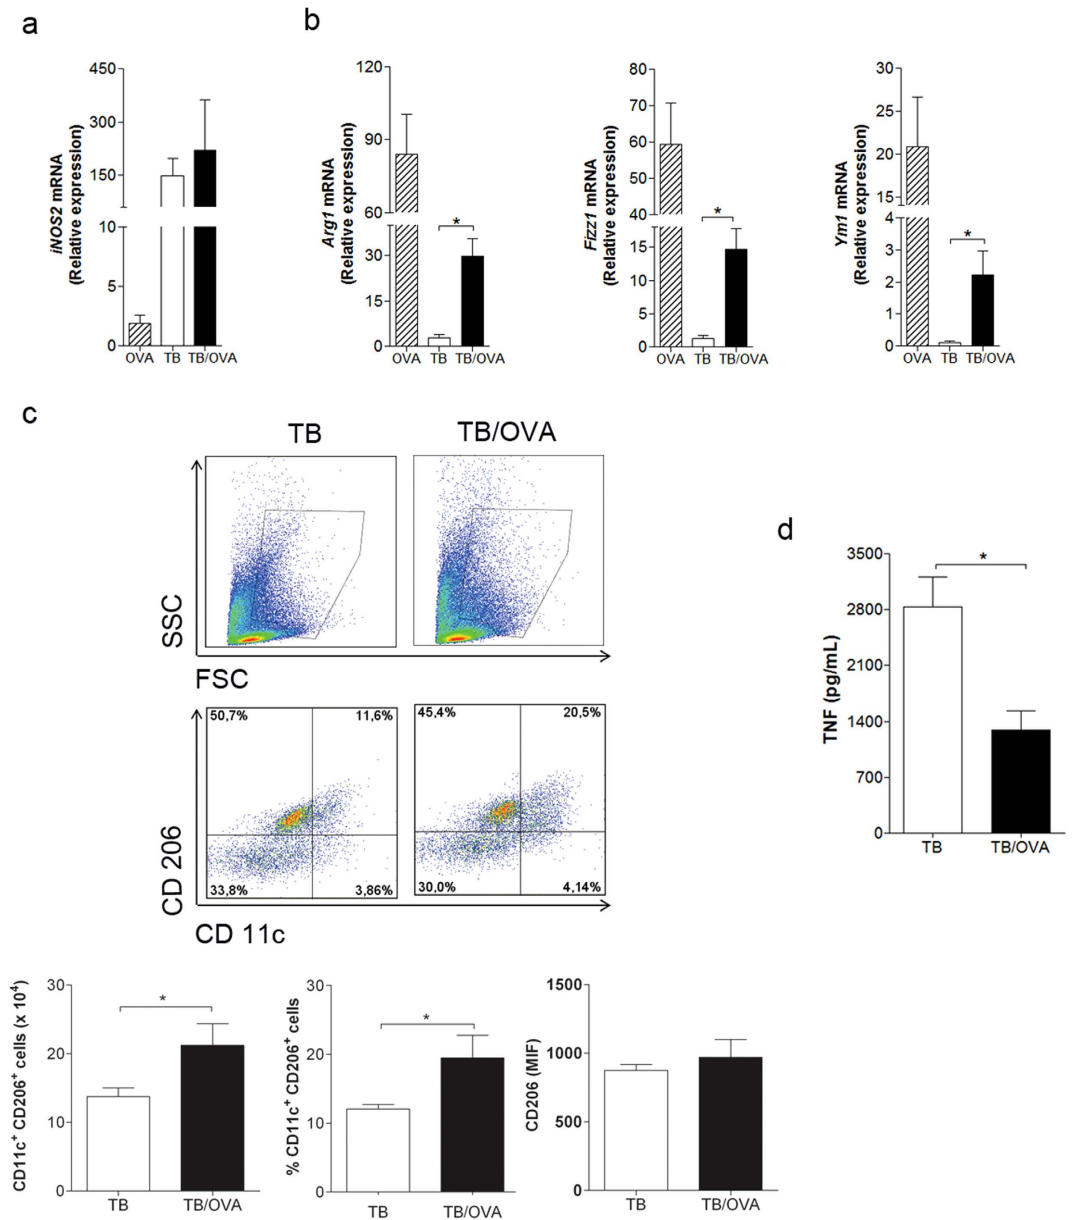 a
b
450
300
150
10
5
0
iNOS2 mRNA
(Relative expression)
OVA TB TB/OVA
120
90
60
30
15
0
Arg1 mRNA
(Relative expression)
*
OVA TB TB/OVA
80
70
60
50
40
15
10
5
0
Fizz1 mRNA
(Relative expression)
*
OVA TB TB/OVA
30
25
20
15
4
3
2
1
0
Ym1 mRNA
(Relative expression)
*
OVA TB TB/OVA
c
TB
TB/OVA
SSC
FSC
50,7% 11,6%
33,8% 3,86%
45,4% 20,5%
30,0% 4,14%
CD 206
CD 11c
d
3500
2800
2100
1400
700
0
TNF (pg/mL)
*
TB TB/OVA
30
20
10
0
CD11c+ CD206+ cells (x 10⁴)
*
TB TB/OVA
30
20
10
0
% CD11c+ CD206+ cells
*
TB TB/OVA
1500
1000
500
0
CD206 (MIF)
TB TB/OVA